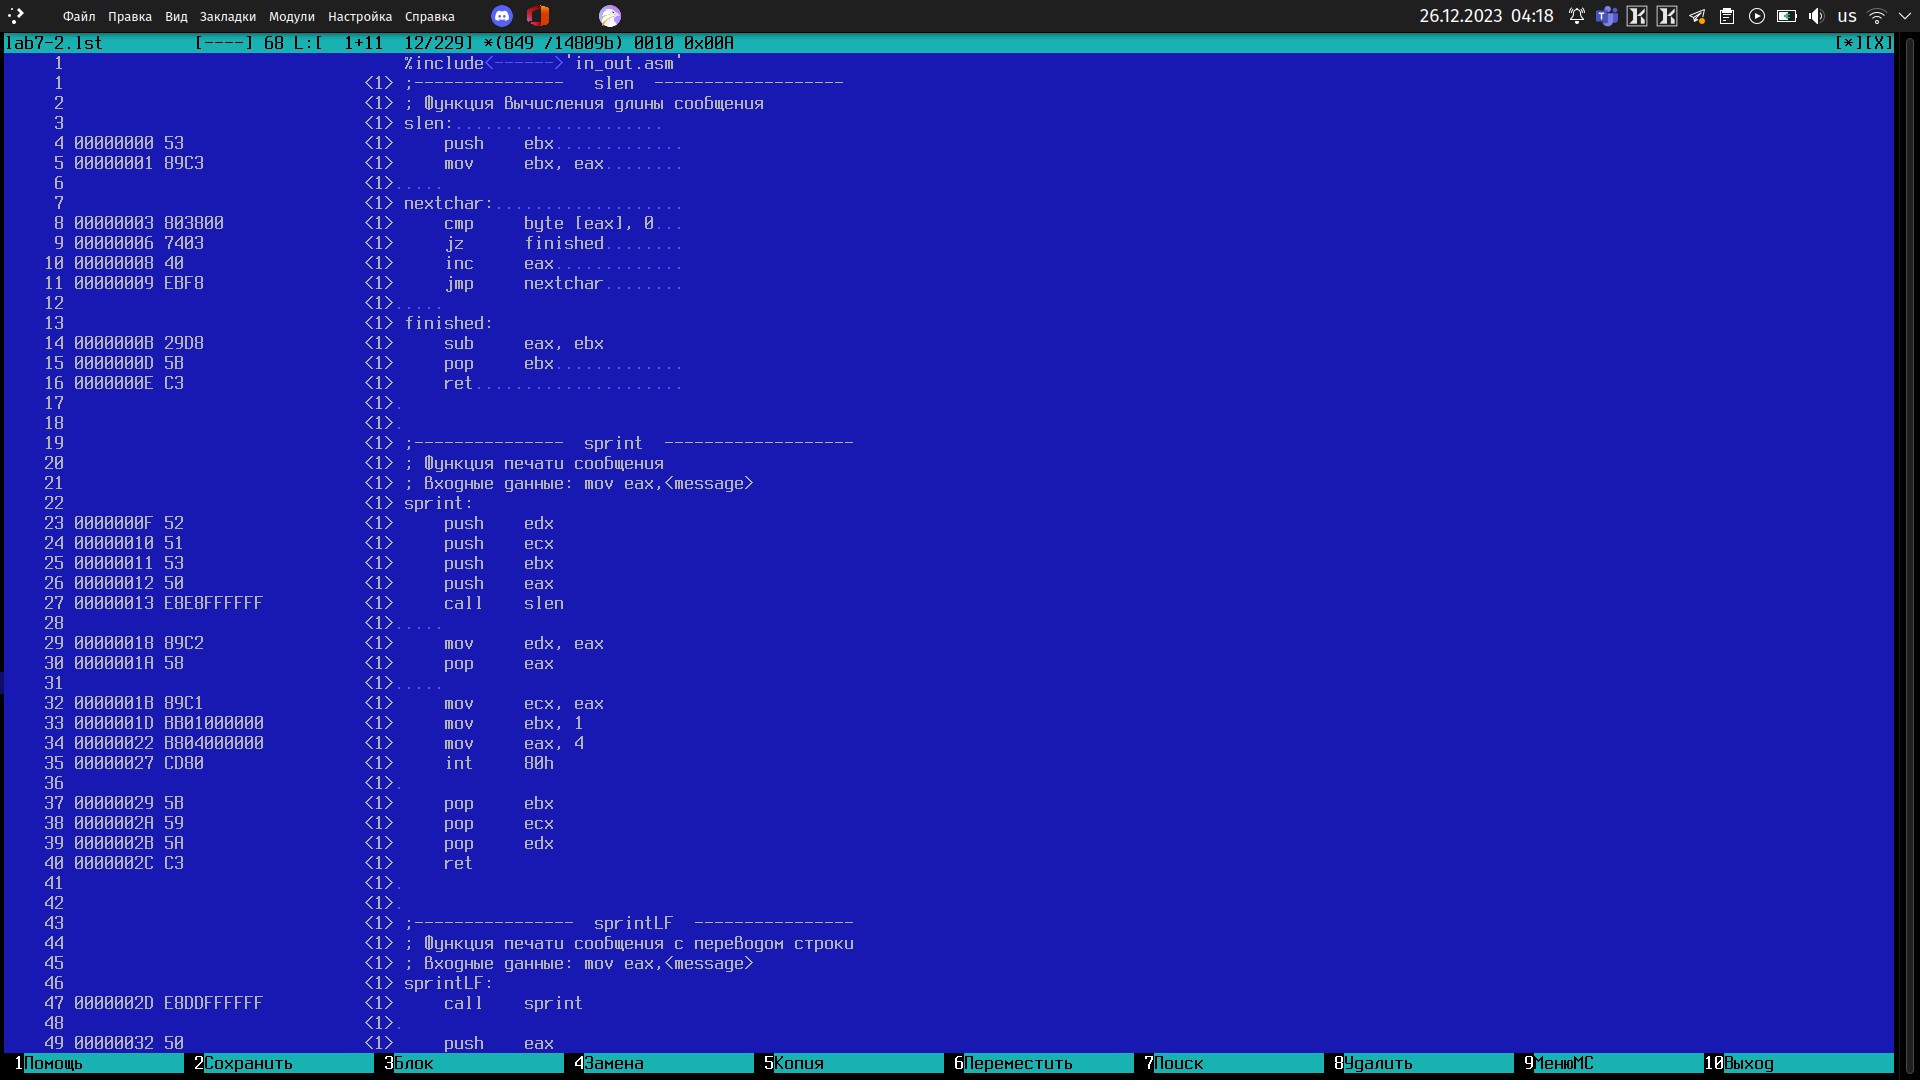 Файл Правка Вид Закладки Модули Настройка Справка 26.12.2023 04:18 us
lab7-2.lst [----] 68 L:[ 1+11 12/229] *(849 /14809b) 0010 0x00A [*][X]
1 %include<------>'in_out.asm'
1 <1> ;--------------- slen -------------------
2 <1> ; Функция вычисления длины сообщения
3 <1> slen:.....................
4 00000000 53 <1> push ebx.............
5 00000001 89C3 <1> mov ebx, eax........
6 <1>.....
7 <1> nextchar:...................
8 00000003 803800 <1> cmp byte [eax], 0...
9 00000006 7403 <1> jz finished........
10 00000008 40 <1> inc eax.............
11 00000009 EBF8 <1> jmp nextchar........
12 <1>.....
13 <1> finished:
14 0000000B 29D8 <1> sub eax, ebx
15 0000000D 5B <1> pop ebx.............
16 0000000E C3 <1> ret.....................
17 <1>.
18 <1>.
19 <1> ;--------------- sprint -------------------
20 <1> ; Функция печати сообщения
21 <1> ; Входные данные: mov eax,<message>
22 <1> sprint:
23 0000000F 52 <1> push edx
24 00000010 51 <1> push ecx
25 00000011 53 <1> push ebx
26 00000012 50 <1> push eax
27 00000013 E8E8FFFFFF <1> call slen
28 <1>.....
29 00000018 89C2 <1> mov edx, eax
30 0000001A 58 <1> pop eax
31 <1>.....
32 0000001B 89C1 <1> mov ecx, eax
33 0000001D BB01000000 <1> mov ebx, 1
34 00000022 B804000000 <1> mov eax, 4
35 00000027 CD80 <1> int 80h
36 <1>.
37 00000029 5B <1> pop ebx
38 0000002A 59 <1> pop ecx
39 0000002B 5A <1> pop edx
40 0000002C C3 <1> ret
41 <1>.
42 <1>.
43 <1> ;---------------- sprintLF ----------------
44 <1> ; Функция печати сообщения с переводом строки
45 <1> ; Входные данные: mov eax,<message>
46 <1> sprintLF:
47 0000002D E8DDFFFFFF <1> call sprint
48 <1>.
49 00000032 50 <1> push eax
1Помощь 2Сохранить 3Блок 4Замена 5Копия 6Переместить 7Поиск 8Удалить 9МенюMC 10Выход